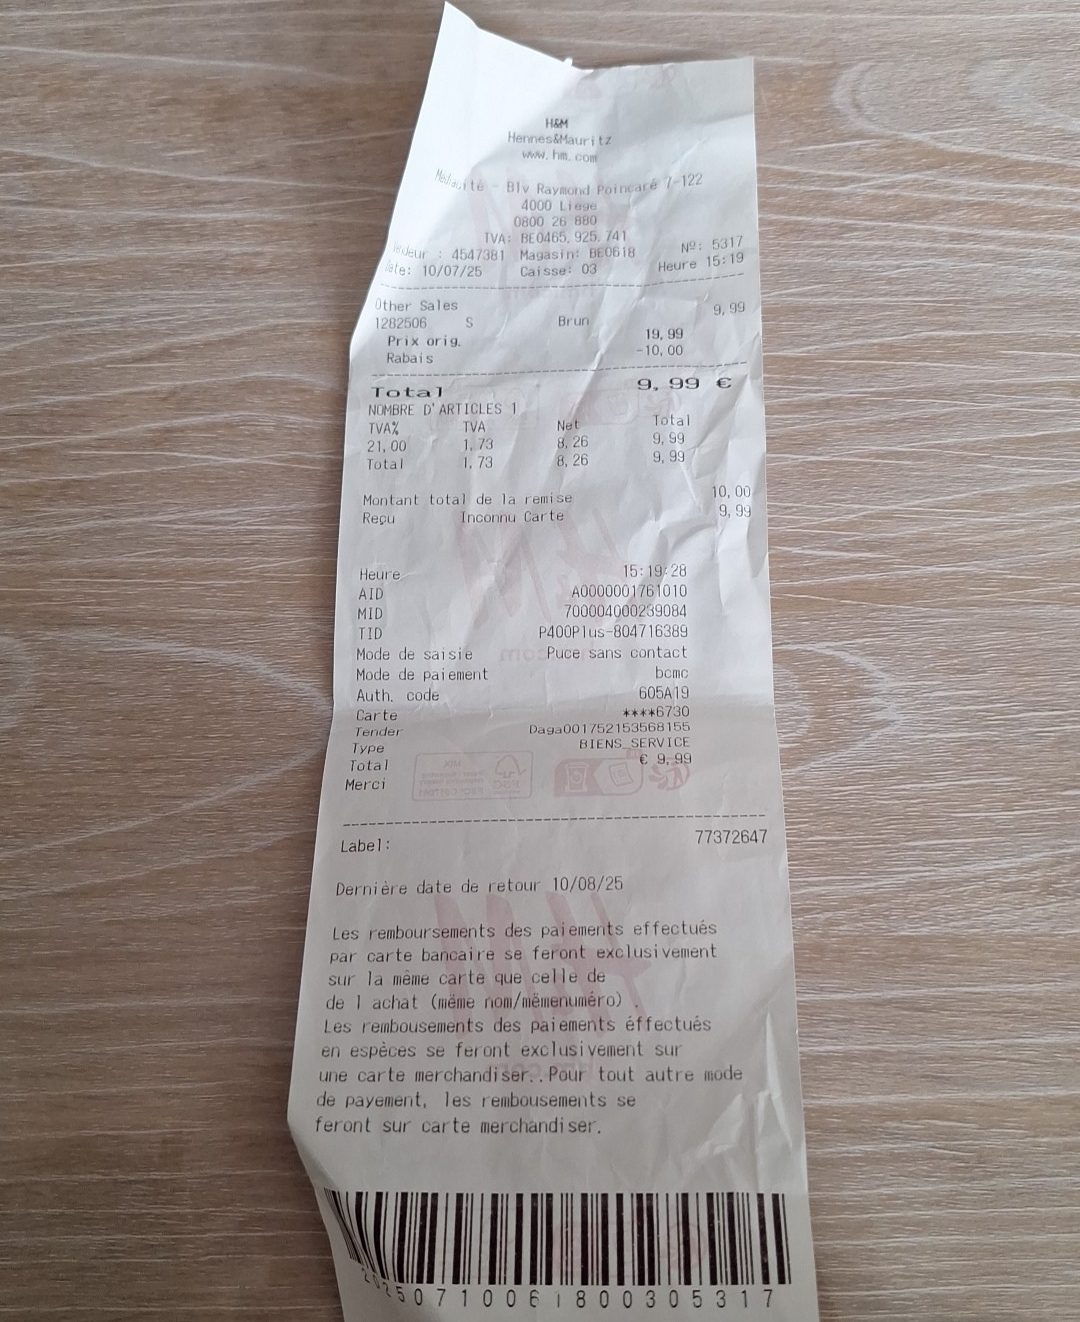 H&M
Hennes&Mauritz
www.hm.com
Médiacité - Blv Raymond Poincaré 7-122
4000 Liege
0800 26 880
TVA: BE0465.925.741
Vendeur : 4547381 Magasin: BE0618 Nº: 5317
Date: 10/07/25 Caisse: 03 Heure 15:19
Other Sales 9,99
1282506 S Brun
Prix orig. 19,99
Rabais -10,00
Total 9,99 €
NOMBRE D'ARTICLES 1
TVA% TVA Net Total
21,00 1,73 8,26 9,99
Total 1,73 8,26 9,99
Montant total de la remise 10,00
Reçu Inconnu Carte 9,99
Heure 15:19:28
AID A0000001761010
MID 700004000239084
TID P400Plus-804716389
Mode de saisie Puce sans contact
Mode de paiement bcmc
Auth. code 605A19
Carte ****6730
Tender Daga001752153568155
Type BIENS_SERVICE
Total € 9,99
Merci
Label: 77372647
Dernière date de retour 10/08/25
Les remboursements des paiements effectués
par carte bancaire se feront exclusivement
sur la même carte que celle de
de l achat (même nom/mêmenuméro) .
Les rembousements des paiements éffectués
en espèces se feront exclusivement sur
une carte merchandiser..Pour tout autre mode
de payement, les rembousements se
feront sur carte merchandiser.
20250710061800305317